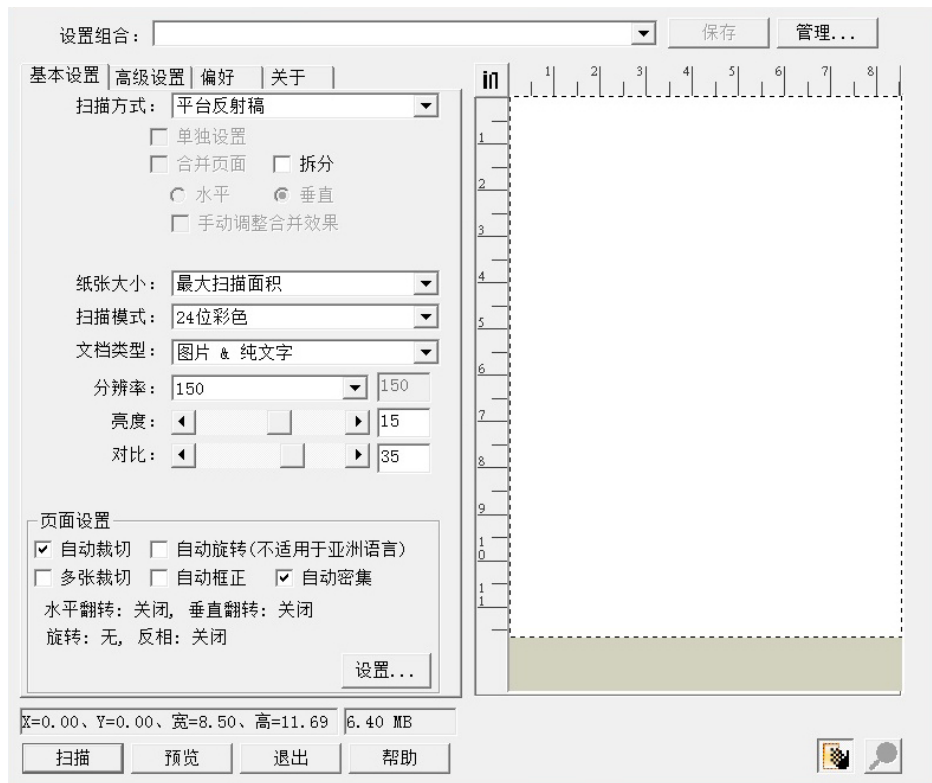 设置组合: 保存 管理...
基本设置 高级设置 偏好 关于
扫描方式: 平台反射稿
单独设置
合并页面 拆分
水平 垂直
手动调整合并效果
纸张大小: 最大扫描面积
扫描模式: 24位彩色
文档类型: 图片 & 纯文字
分辨率: 150 150
亮度: 15
对比: 35
页面设置
自动裁切 自动旋转(不适用于亚洲语言)
多张裁切 自动框正 自动密集
水平翻转: 关闭, 垂直翻转: 关闭
旋转: 无, 反相: 关闭
设置...
X=0.00、Y=0.00、宽=8.50、高=11.69 6.40 MB
扫描 预览 退出 帮助
in 1 2 3 4 5 6 7 8
1
2
3
4
5
6
7
8
9
10
11